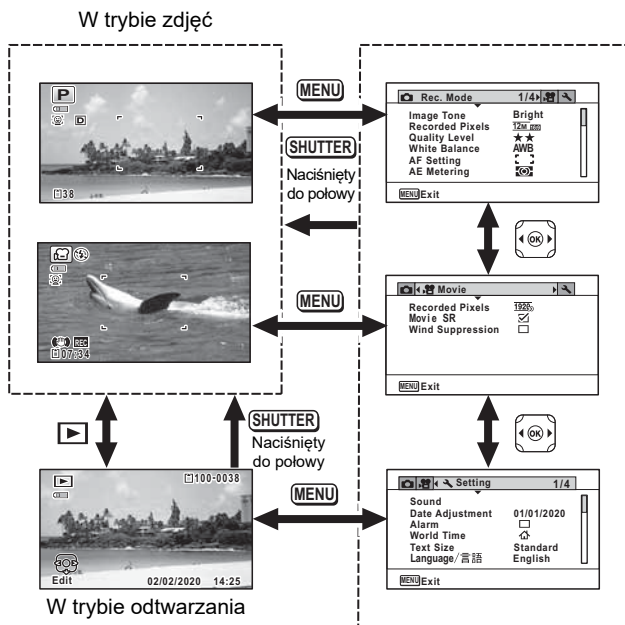 W trybie zdjęć
P
D
38
MENU
SHUTTER
Naciśnięty
do połowy
Rec. Mode 1/4
Image Tone Bright
Recorded Pixels 12M
Quality Level ★★
White Balance AWB
AF Setting
AE Metering
MENU Exit
OK
REC
07:34
MENU
Movie
Recorded Pixels 1920
Movie SR
Wind Suppression
MENU Exit
OK
SHUTTER
Naciśnięty
do połowy
100-0038
Edit 02/02/2020 14:25
MENU
Setting 1/4
Sound
Date Adjustment 01/01/2020
Alarm
World Time
Text Size Standard
Language/言語 English
MENU Exit
W trybie odtwarzania